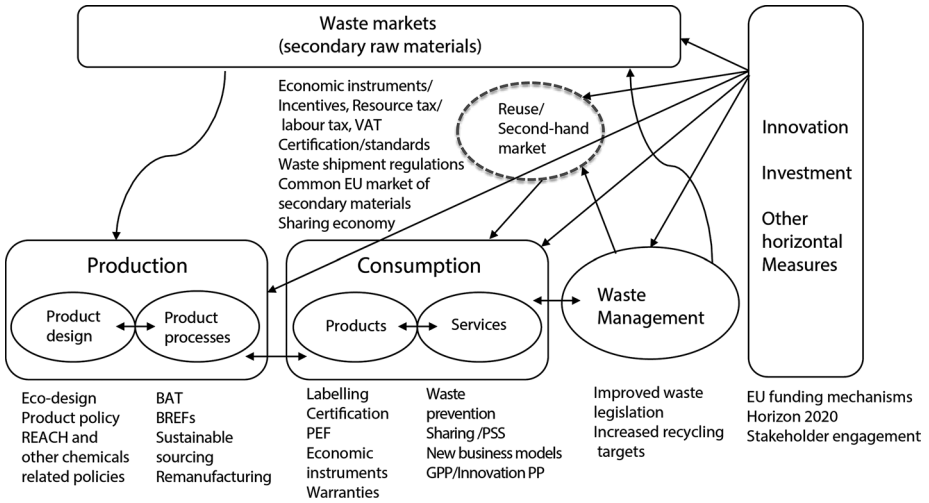 Waste markets
(secondary raw materials)
Economic instruments/
Incentives, Resource tax/
labour tax, VAT
Certification/standards
Waste shipment regulations
Common EU market of
secondary materials
Sharing economy
Reuse/
Second-hand
market
Innovation
Investment
Other
horizontal
Measures
Production
Product
design
Product
processes
Consumption
Products
Services
Waste
Management
Eco-design
Product policy
REACH and
other chemicals
related policies
BAT
BREFs
Sustainable
sourcing
Remanufacturing
Labelling
Certification
PEF
Economic
instruments
Warranties
Waste
prevention
Sharing /PSS
New business models
GPP/Innovation PP
Improved waste
legislation
Increased recycling
targets
EU funding mechanisms
Horizon 2020
Stakeholder engagement